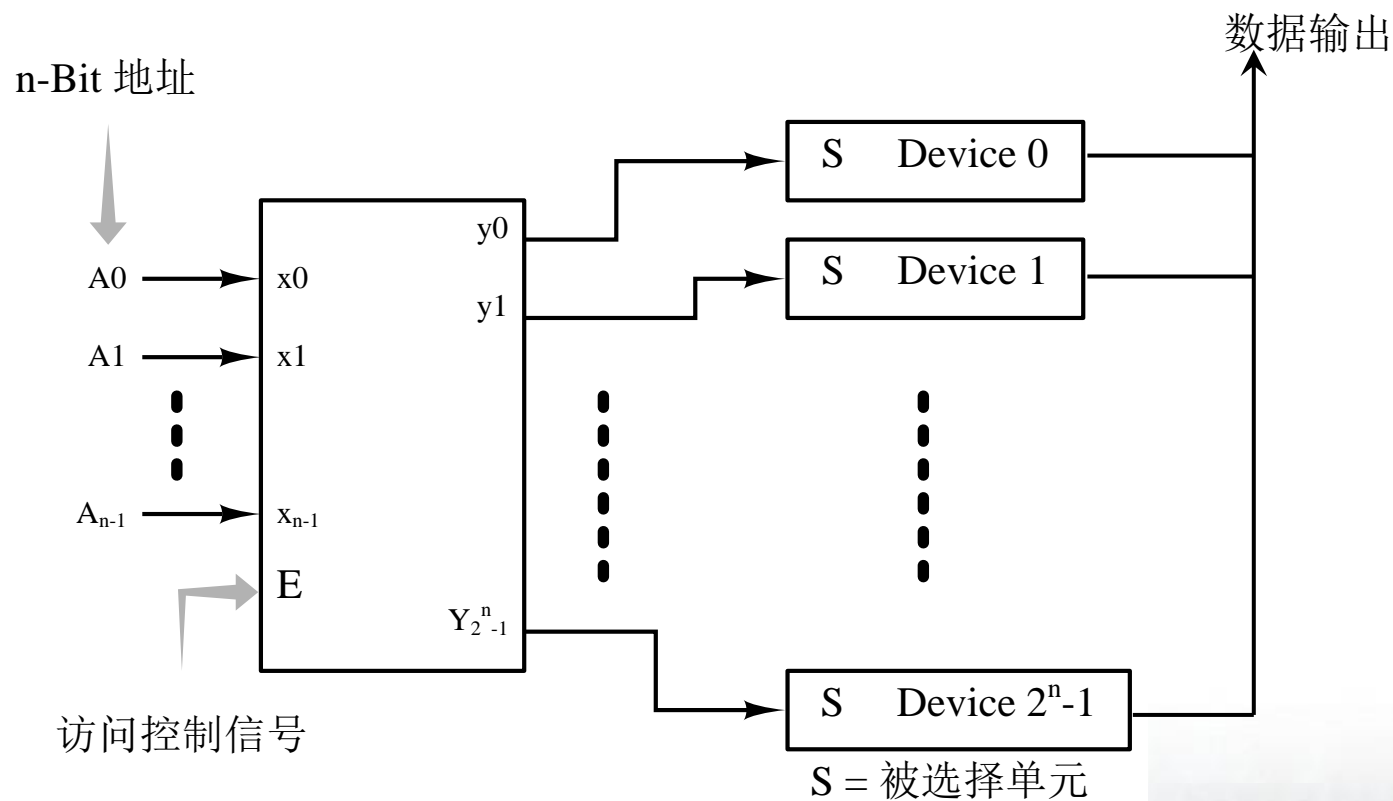 数据输出
n-Bit 地址
S Device 0
y0
A0 x0
S Device 1
y1
A1 x1
Aₙ₋₁ xₙ₋₁
E
Y₂ⁿ₋₁
S Device 2ⁿ-1
访问控制信号
S = 被选择单元